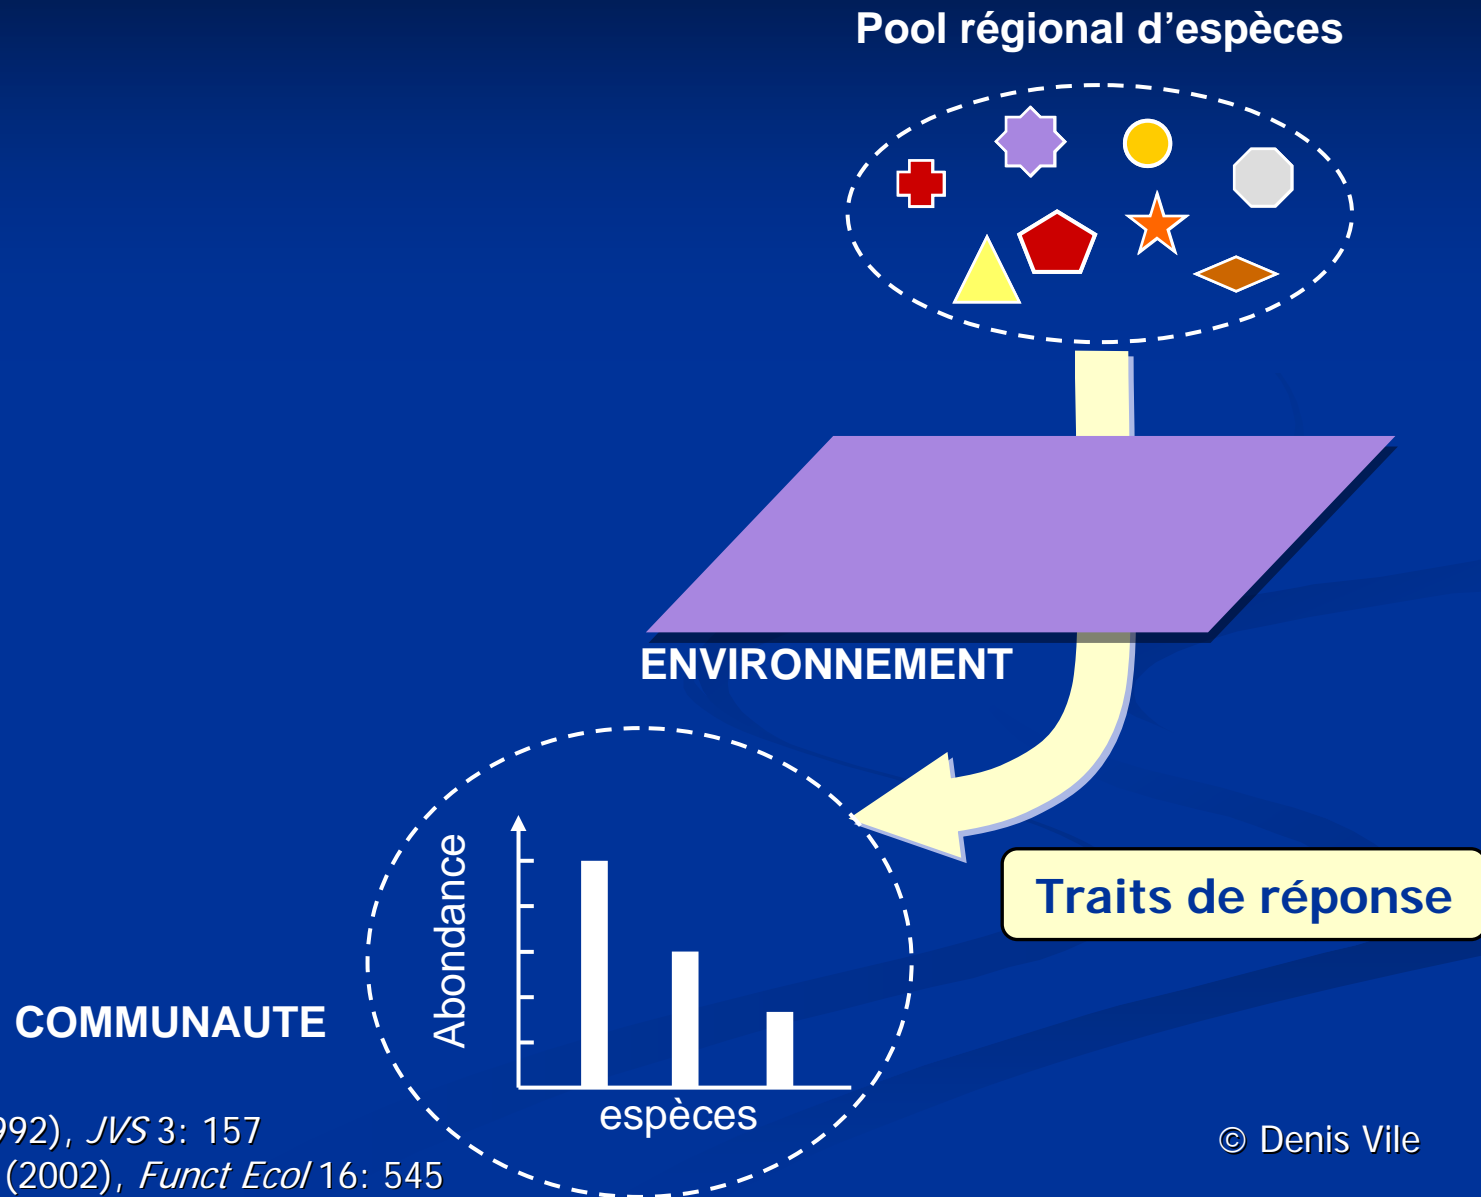 Pool régional d’espèces
ENVIRONNEMENT
Traits de réponse
Abondance
COMMUNAUTE
espèces
992), JVS 3: 157
(2002), Funct Ecol 16: 545
© Denis Vile